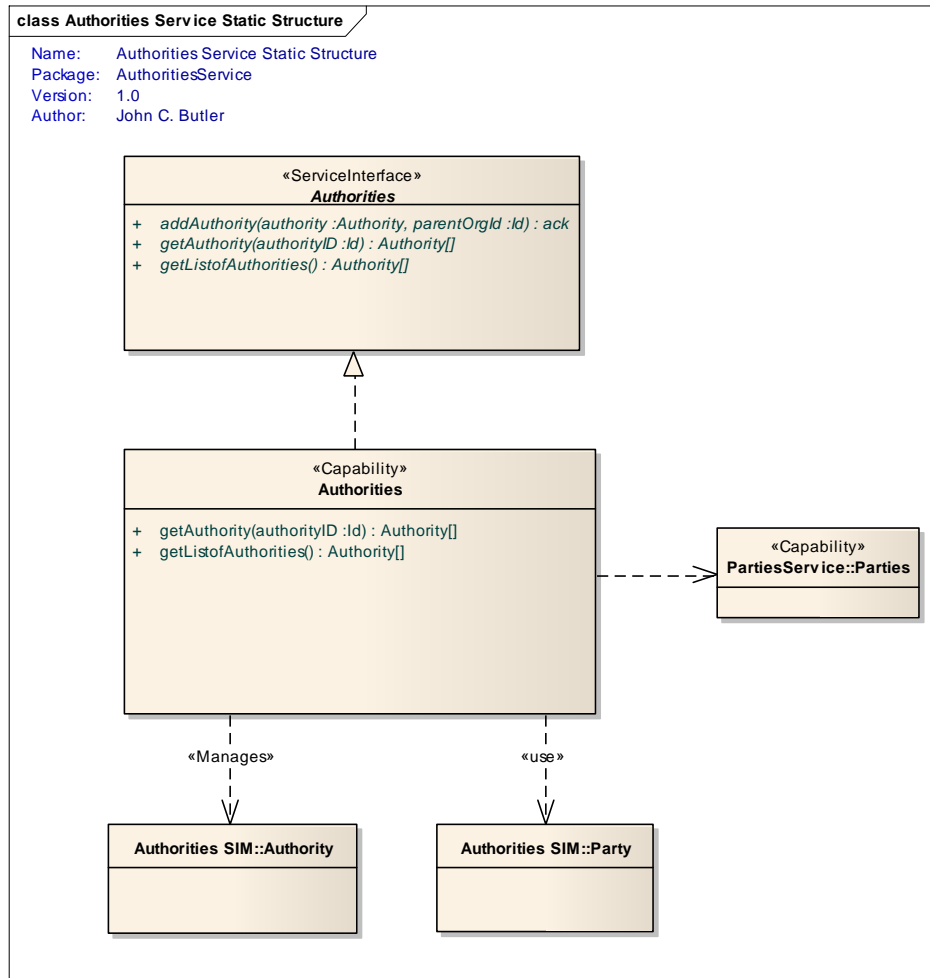 class Authorities Service Static Structure
Name: Authorities Service Static Structure
Package: AuthoritiesService
Version: 1.0
Author: John C. Butler
«ServiceInterface»
Authorities
+ addAuthority(authority :Authority, parentOrgId :Id) : ack
+ getAuthority(authorityID :Id) : Authority[]
+ getListofAuthorities() : Authority[]
«Capability»
Authorities
+ getAuthority(authorityID :Id) : Authority[]
+ getListofAuthorities() : Authority[]
«Capability»
PartiesService::Parties
«Manages»
«use»
Authorities SIM::Authority
Authorities SIM::Party